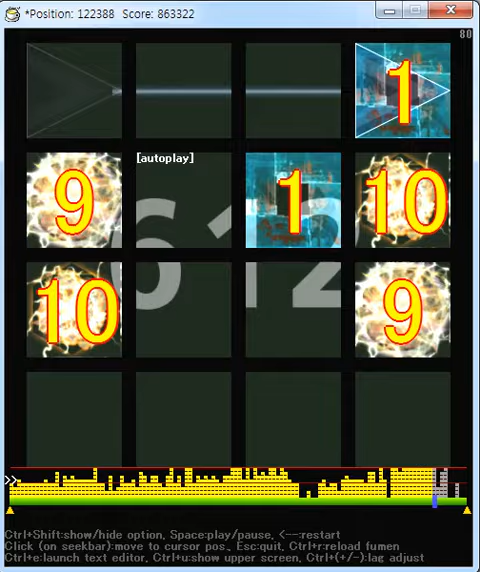 *Position: 122388 Score: 863322
80
1
9
[autoplay]
1
10
612
10
9
Ctrl+Shift:show/hide option, Space:play/pause, <--:restart
Click (on seekbar):move to cursor pos., Esc:quit, Ctrl+r:reload fumen
Ctrl+e:launch text editor, Ctrl+u:show upper screen, Ctrl+(+/-):lag adjust